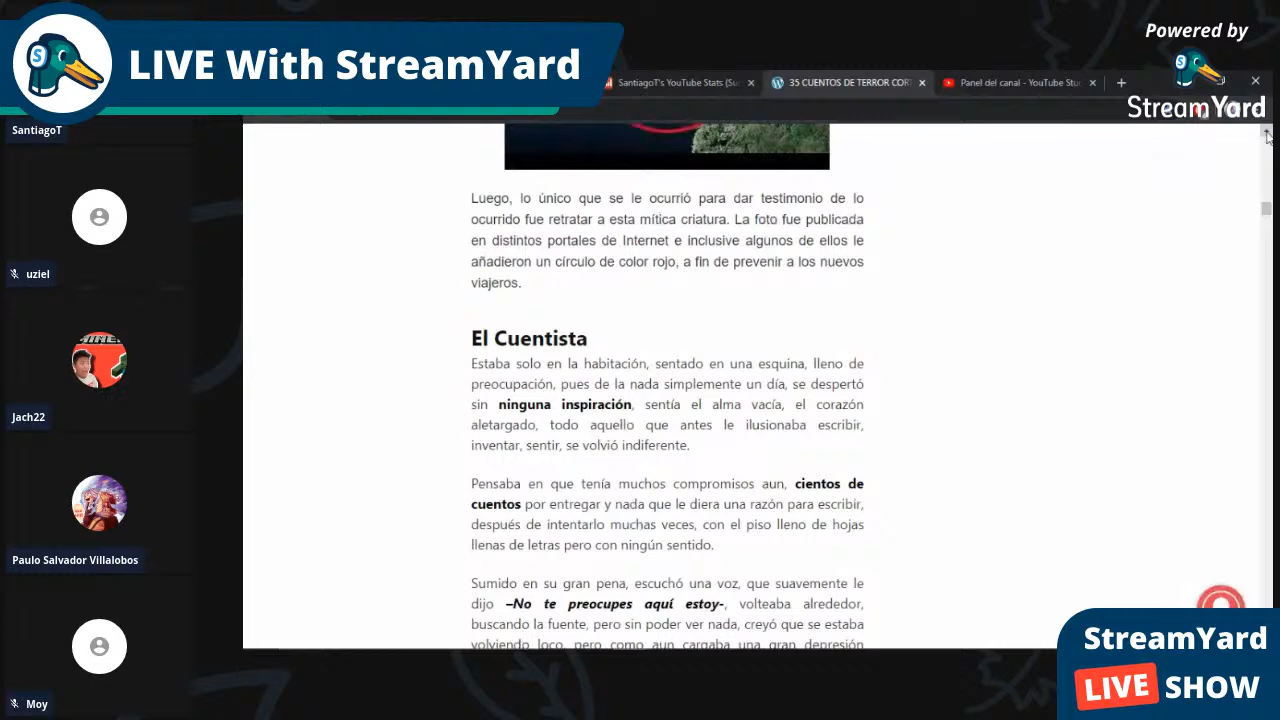 LIVE With StreamYard
Powered by
StreamYard
SantiagoT's YouTube Stats (Su
35 CUENTOS DE TERROR COR
Panel del canal - YouTube Stu
SantiagoT
uziel
Jach22
Paulo Salvador Villalobos
Moy
Luego, lo único que se le ocurrió para dar testimonio de lo
ocurrido fue retratar a esta mítica criatura. La foto fue publicada
en distintos portales de Internet e inclusive algunos de ellos le
añadieron un círculo de color rojo, a fin de prevenir a los nuevos
viajeros.
El Cuentista
Estaba solo en la habitación, sentado en una esquina, lleno de
preocupación, pues de la nada simplemente un día, se despertó
sin ninguna inspiración, sentía el alma vacía, el corazón
aletargado, todo aquello que antes le ilusionaba escribir,
inventar, sentir, se volvió indiferente.
Pensaba en que tenía muchos compromisos aun, cientos de
cuentos por entregar y nada que le diera una razón para escribir,
después de intentarlo muchas veces, con el piso lleno de hojas
llenas de letras pero con ningún sentido.
Sumido en su gran pena, escuchó una voz, que suavemente le
dijo –No te preocupes aquí estoy-, volteaba alrededor,
buscando la fuente, pero sin poder ver nada, creyó que se estaba
volviendo loco, pero como aun cargaba una gran depresión
StreamYard
LIVE SHOW